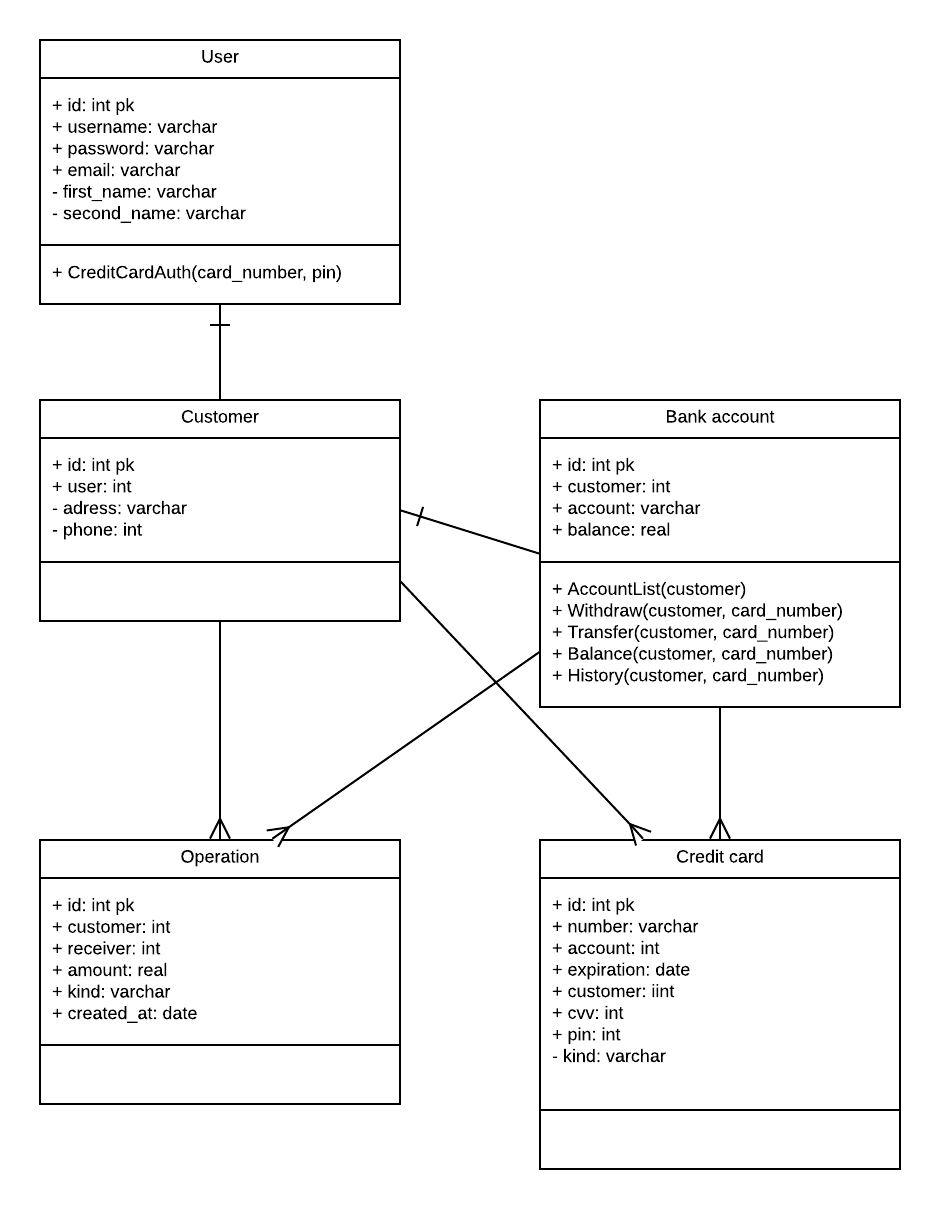 User
+ id: int pk
+ username: varchar
+ password: varchar
+ email: varchar
- first_name: varchar
- second_name: varchar
+ CreditCardAuth(card_number, pin)
Customer
+ id: int pk
+ user: int
- adress: varchar
- phone: int
Bank account
+ id: int pk
+ customer: int
+ account: varchar
+ balance: real
+ AccountList(customer)
+ Withdraw(customer, card_number)
+ Transfer(customer, card_number)
+ Balance(customer, card_number)
+ History(customer, card_number)
Operation
+ id: int pk
+ customer: int
+ receiver: int
+ amount: real
+ kind: varchar
+ created_at: date
Credit card
+ id: int pk
+ number: varchar
+ account: int
+ expiration: date
+ customer: iint
+ cvv: int
+ pin: int
- kind: varchar